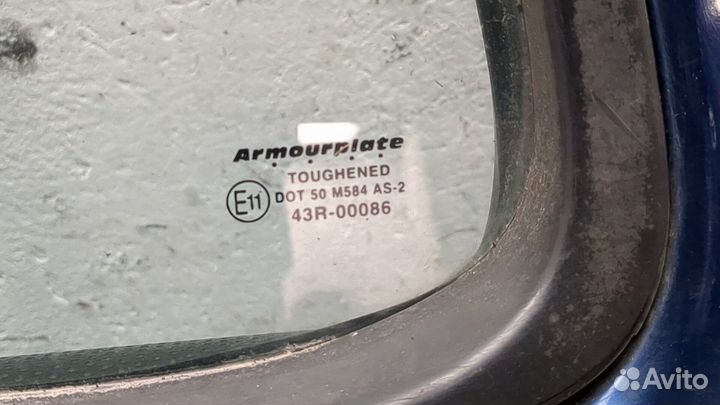 Armourplate
TOUGHENED
E11
DOT 50 M584 AS-2
43R-00086
Avito